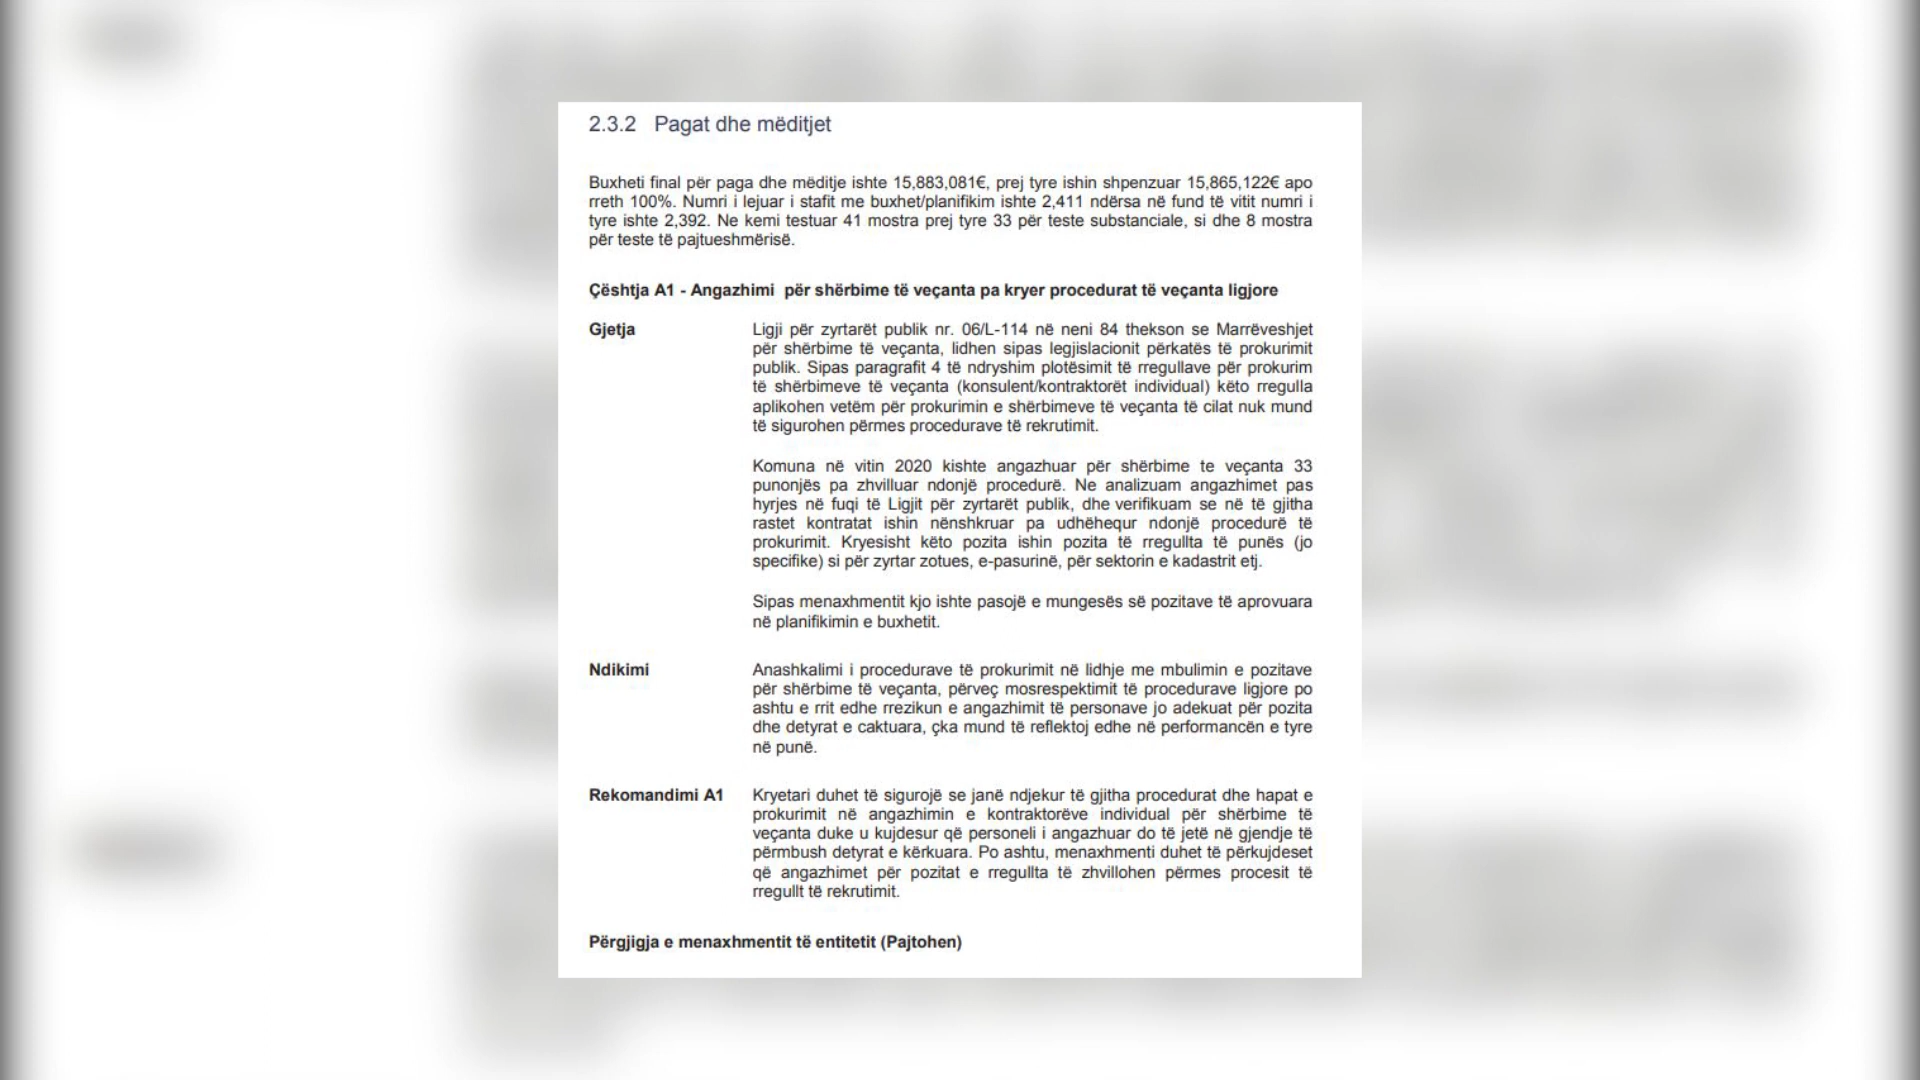 2.3.2 Pagat dhe mëditjet
Buxheti final për paga dhe mëditje ishte 15,883,081€, prej tyre ishin shpenzuar 15,865,122€ apo
rreth 100%. Numri i lejuar i stafit me buxhet/planifikim ishte 2,411 ndërsa në fund të vitit numri i
tyre ishte 2,392. Ne kemi testuar 41 mostra prej tyre 33 për teste substanciale, si dhe 8 mostra
për teste të pajtueshmërisë.
Çështja A1 - Angazhimi për shërbime të veçanta pa kryer procedurat të veçanta ligjore
Gjetja
Ligji për zyrtarët publik nr. 06/L-114 në neni 84 thekson se Marrëveshjet
për shërbime të veçanta, lidhen sipas legjislacionit përkatës të prokurimit
publik. Sipas paragrafit 4 të ndryshim plotësimit të rregullave për prokurim
të shërbimeve të veçanta (konsulent/kontraktorët individual) këto rregulla
aplikohen vetëm për prokurimin e shërbimeve të veçanta të cilat nuk mund
të sigurohen përmes procedurave të rekrutimit.
Komuna në vitin 2020 kishte angazhuar për shërbime te veçanta 33
punonjës pa zhvilluar ndonjë procedurë. Ne analizuam angazhimet pas
hyrjes në fuqi të Ligjit për zyrtarët publik, dhe verifikuam se në të gjitha
rastet kontratat ishin nënshkruar pa udhëhequr ndonjë procedurë të
prokurimit. Kryesisht këto pozita ishin pozita të rregullta të punës (jo
specifike) si për zyrtar zotues, e-pasurinë, për sektorin e kadastrit etj.
Sipas menaxhmentit kjo ishte pasojë e mungesës së pozitave të aprovuara
në planifikimin e buxhetit.
Ndikimi
Anashkalimi i procedurave të prokurimit në lidhje me mbulimin e pozitave
për shërbime të veçanta, përveç mosrespektimit të procedurave ligjore po
ashtu e rrit edhe rrezikun e angazhimit të personave jo adekuat për pozita
dhe detyrat e caktuara, çka mund të reflektoj edhe në performancën e tyre
në punë.
Rekomandimi A1
Kryetari duhet të sigurojë se janë ndjekur të gjitha procedurat dhe hapat e
prokurimit në angazhimin e kontraktorëve individual për shërbime të
veçanta duke u kujdesur që personeli i angazhuar do të jetë në gjendje të
përmbush detyrat e kërkuara. Po ashtu, menaxhmenti duhet të përkujdeset
që angazhimet për pozitat e rregullta të zhvillohen përmes procesit të
rregullt të rekrutimit.
Përgjigja e menaxhmentit të entitetit (Pajtohen)